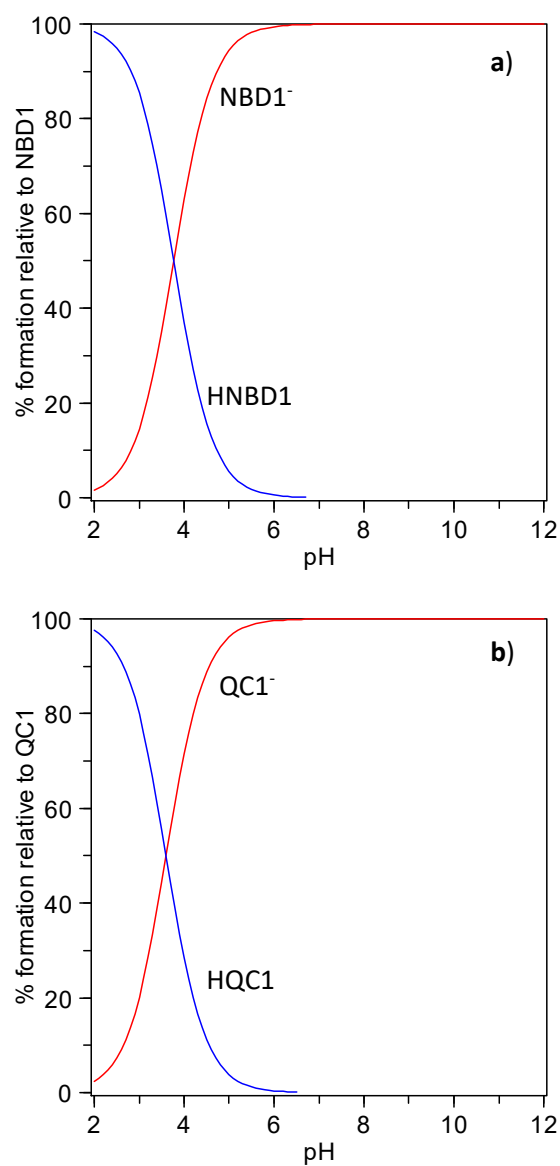 % formation relative to NBD1
100
80
60
40
20
0
a)
NBD1⁻
HNBD1
2 4 6 8 10 12
pH
% formation relative to QC1
100
80
60
40
20
0
b)
QC1⁻
HQC1
2 4 6 8 10 12
pH